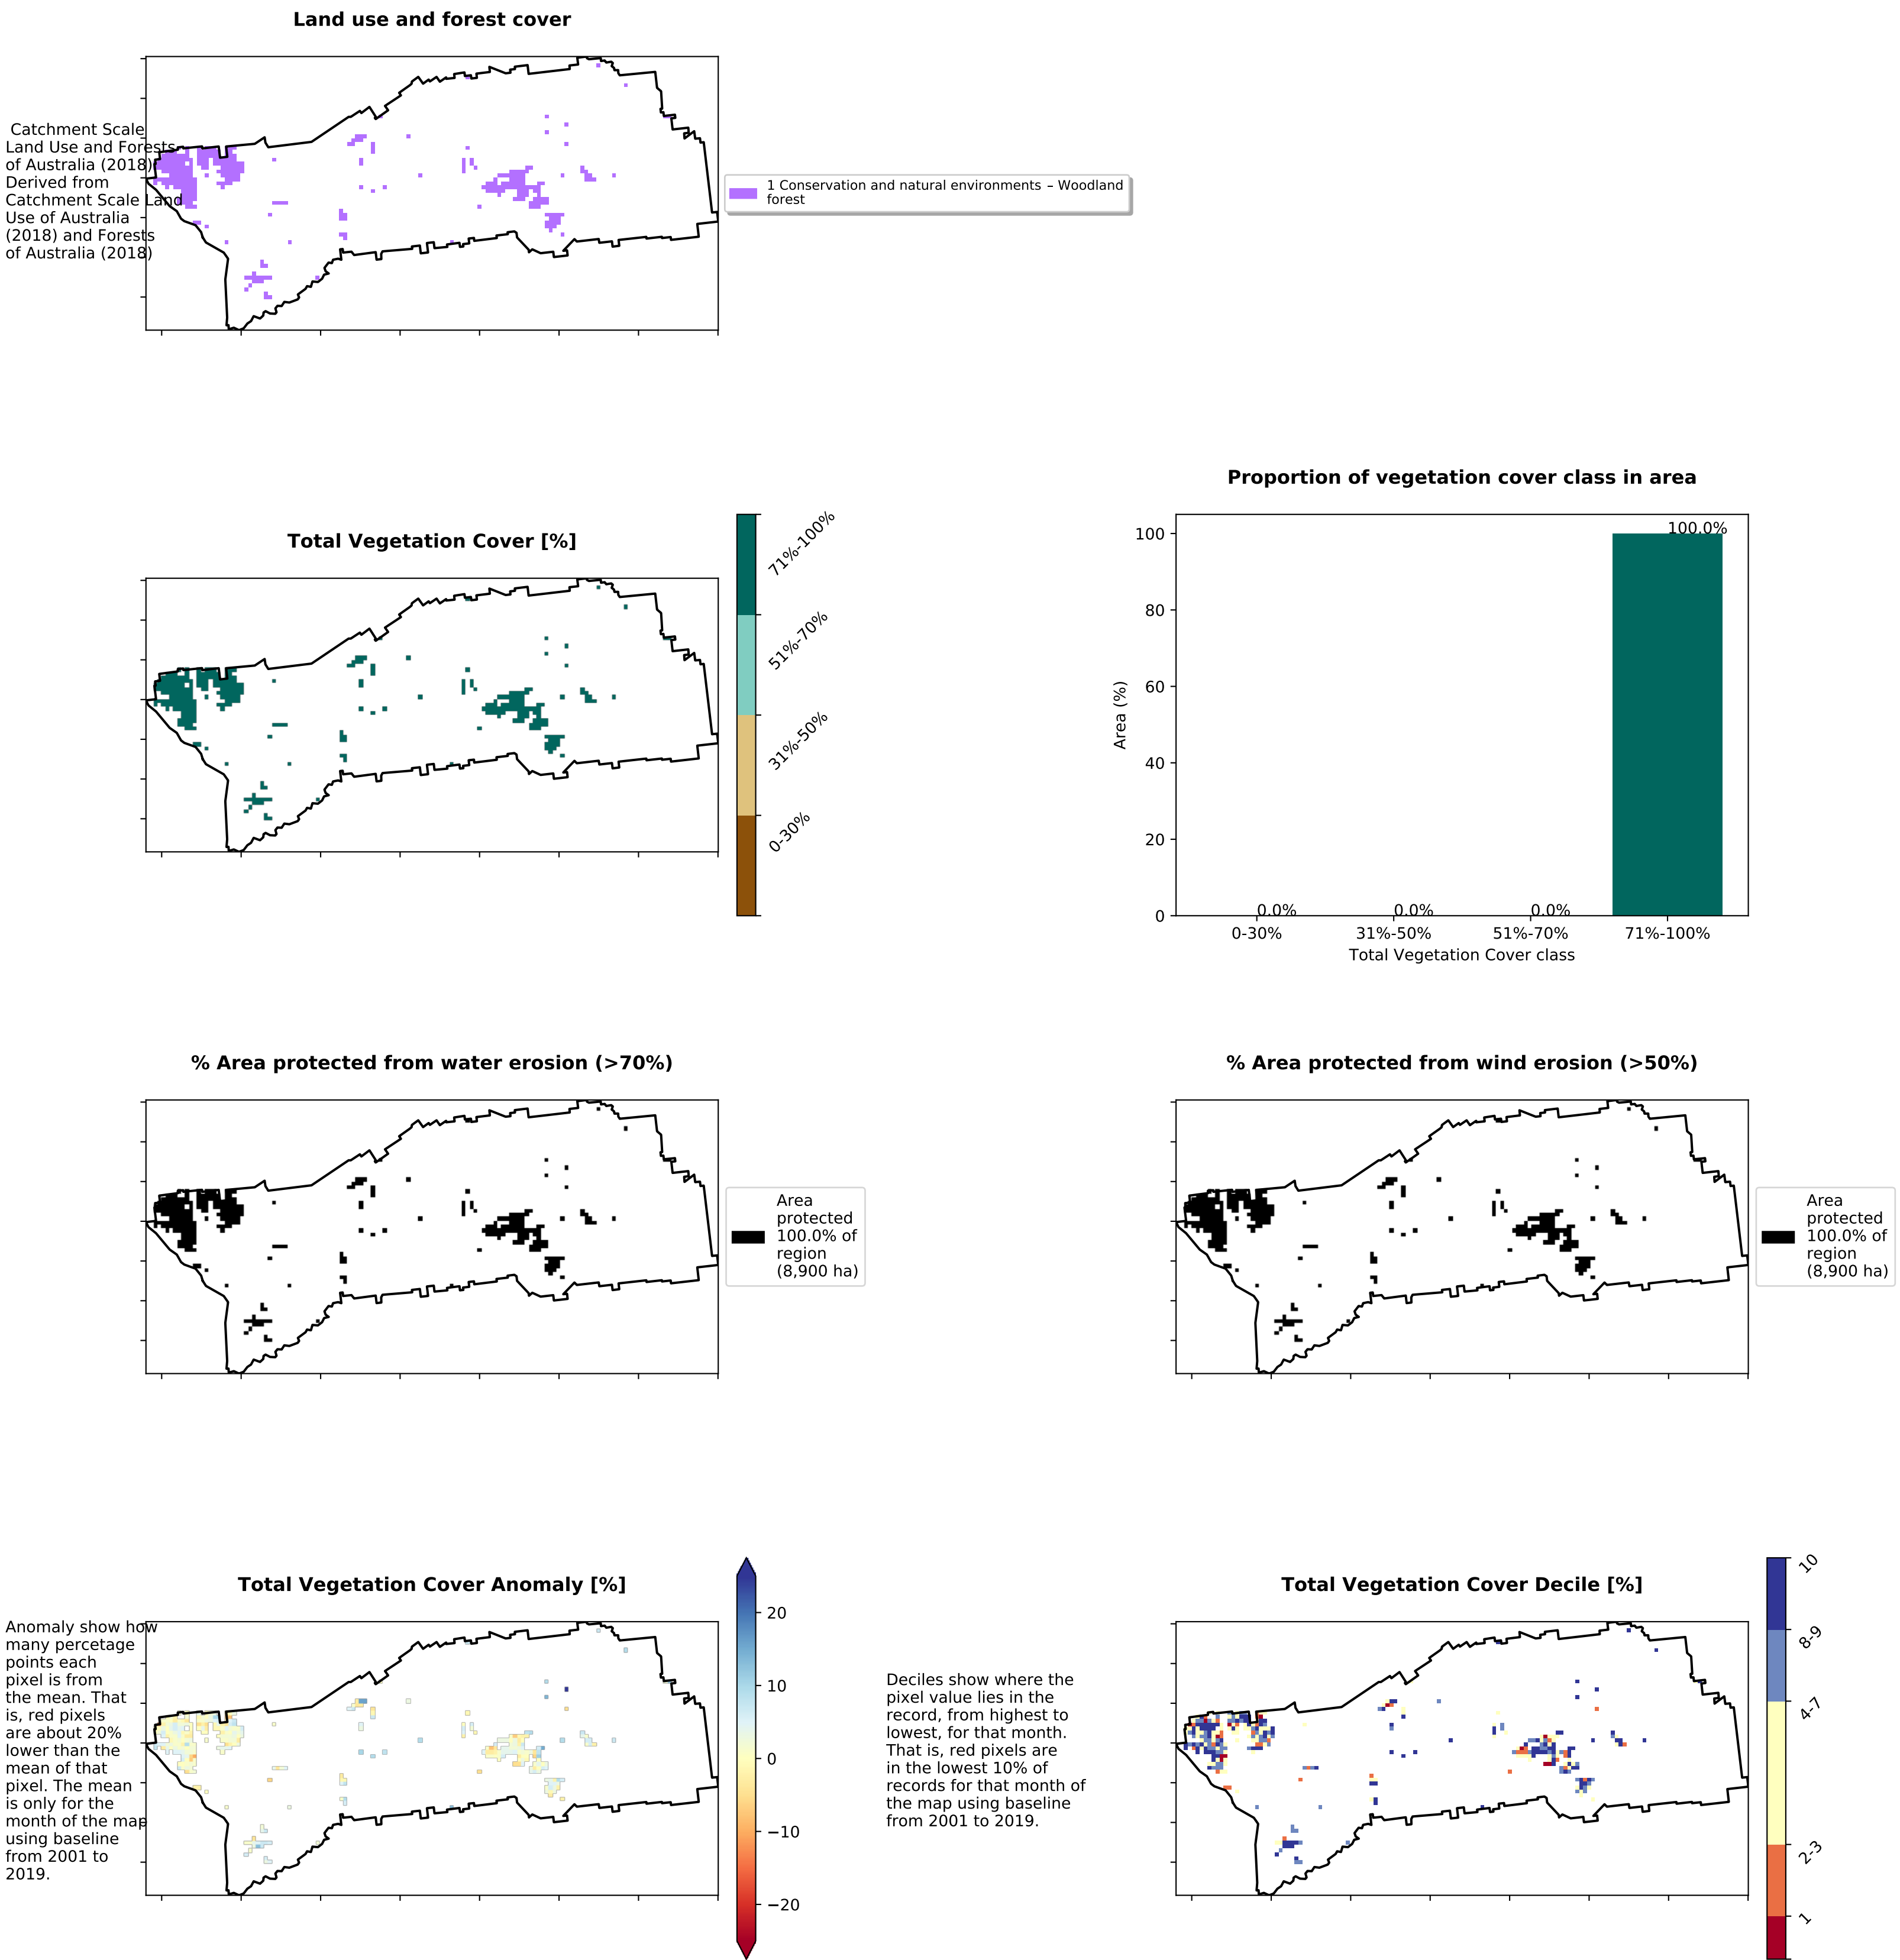 Land use and forest cover
Catchment Scale
Land Use and Forests
of Australia (2018)
Derived from
Catchment Scale Land
Use of Australia
(2018) and Forests
of Australia (2018)
1 Conservation and natural environments – Woodland
forest
Total Vegetation Cover [%]
71%-100%
51%-70%
31%-50%
0-30%
Proportion of vegetation cover class in area
Area (%)
100
80
60
40
20
0
0.0%
0.0%
0.0%
100.0%
0-30%
31%-50%
51%-70%
71%-100%
Total Vegetation Cover class
% Area protected from water erosion (>70%)
Area
protected
100.0% of
region
(8,900 ha)
% Area protected from wind erosion (>50%)
Area
protected
100.0% of
region
(8,900 ha)
Total Vegetation Cover Anomaly [%]
Anomaly show how
many percetage
points each
pixel is from
the mean. That
is, red pixels
are about 20%
lower than the
mean of that
pixel. The mean
is only for the
month of the map
using baseline
from 2001 to
2019.
20
10
0
−10
−20
Deciles show where the
pixel value lies in the
record, from highest to
lowest, for that month.
That is, red pixels are
in the lowest 10% of
records for that month of
the map using baseline
from 2001 to 2019.
Total Vegetation Cover Decile [%]
10
8-9
4-7
2-3
1